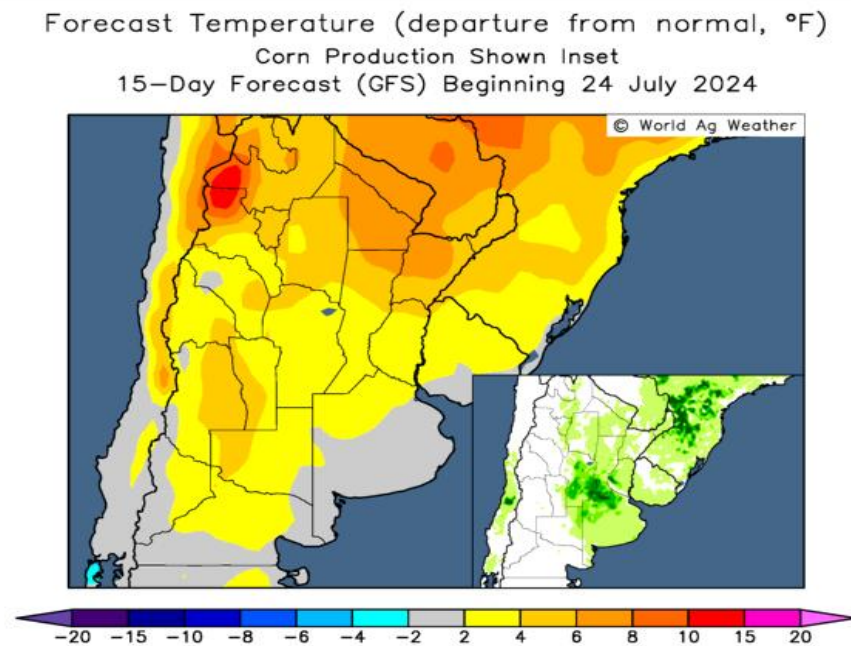 Forecast Temperature (departure from normal, °F)
Corn Production Shown Inset
15-Day Forecast (GFS) Beginning 24 July 2024
© World Ag Weather
-20 -15 -10 -8 -6 -4 -2 2 4 6 8 10 15 20